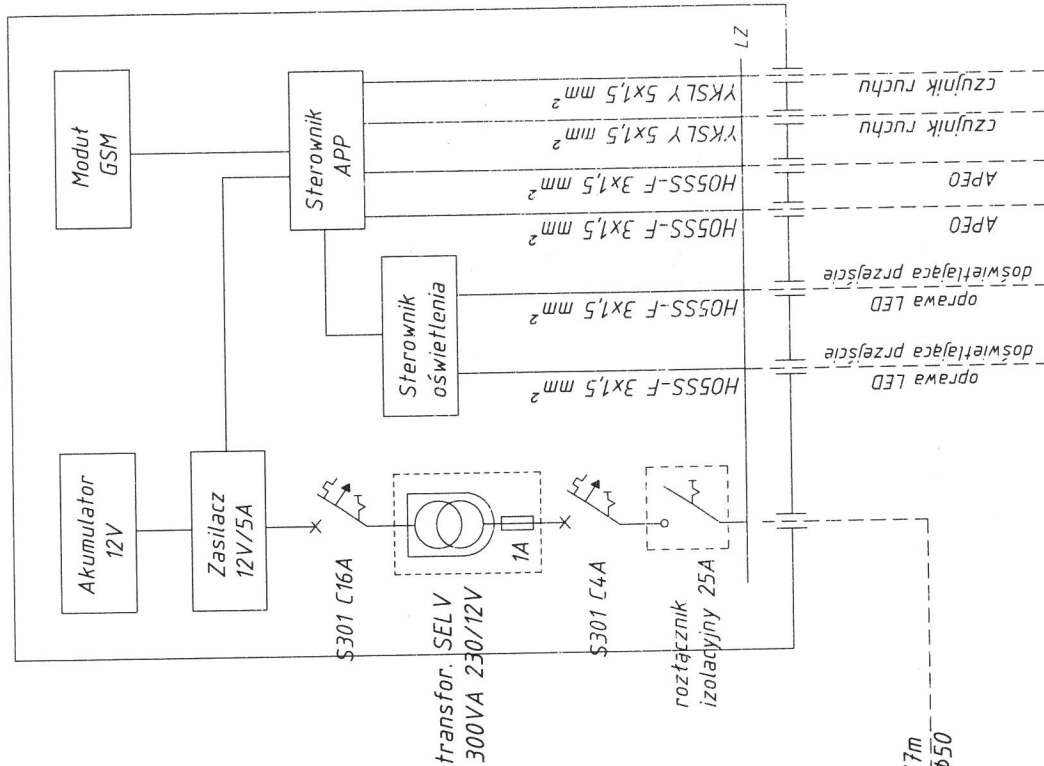 Moduł
GSM
Sterownik
APP
Sterownik
oświetlenia
Akumulator
12V
Zasilacz
12V/5A
S301 C16A
transfor. SELV
300VA 230/12V
1A
S301 C4A
rozłącznik
izolacyjny 25A
LZ
YKSLY 5x1,5 mm²
YKSLY 5x1,5 mm²
H05SS-F 3x1,5 mm²
H05SS-F 3x1,5 mm²
H05SS-F 3x1,5 mm²
H05SS-F 3x1,5 mm²
czujnik ruchu
czujnik ruchu
APEO
APEO
oprawa LED
doświetlająca przejście
oprawa LED
doświetlająca przejście
7m